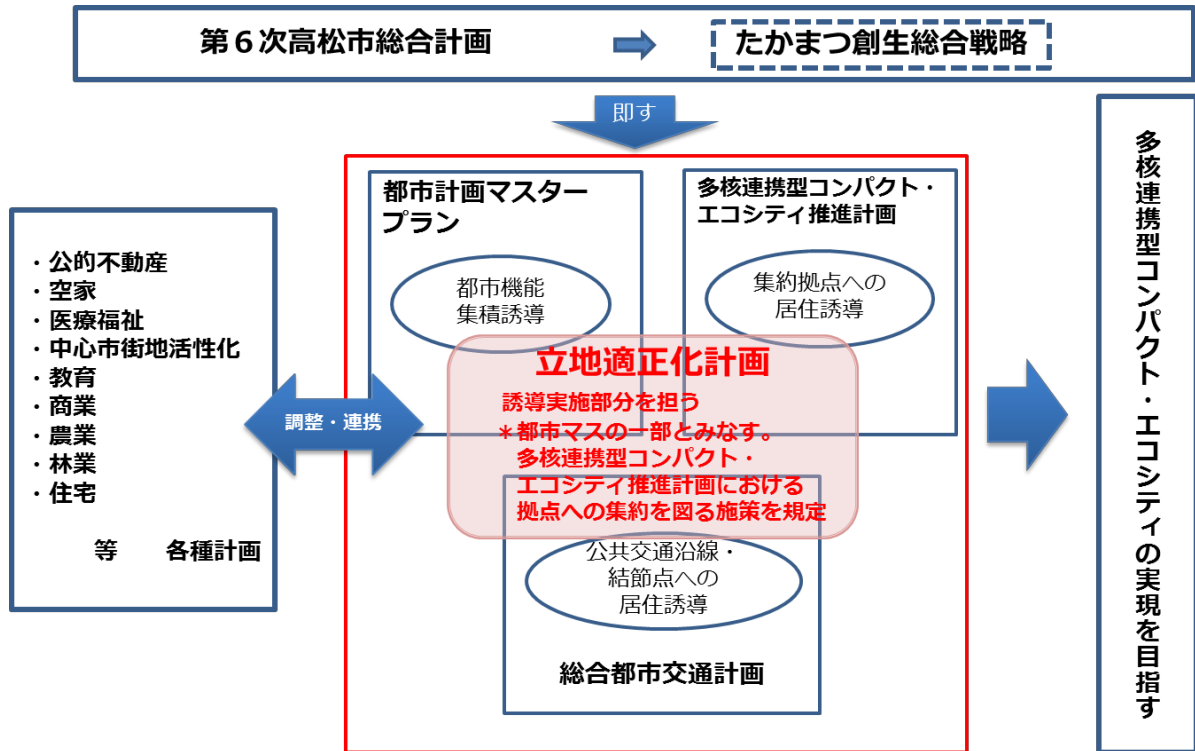 第６次高松市総合計画
たかまつ創生総合戦略
即す
都市計画マスター
プラン
都市機能
集積誘導
多核連携型コンパクト・
エコシティ推進計画
集約拠点への
居住誘導
・公的不動産
・空家
・医療福祉
・中心市街地活性化
・教育
・商業
・農業
・林業
・住宅
等　　各種計画
調整・連携
立地適正化計画
誘導実施部分を担う
＊都市マスの一部とみなす。
多核連携型コンパクト・
エコシティ推進計画における
拠点への集約を図る施策を規定
公共交通沿線・
結節点への
居住誘導
総合都市交通計画
多核連携型コンパクト・エコシティの実現を目指す